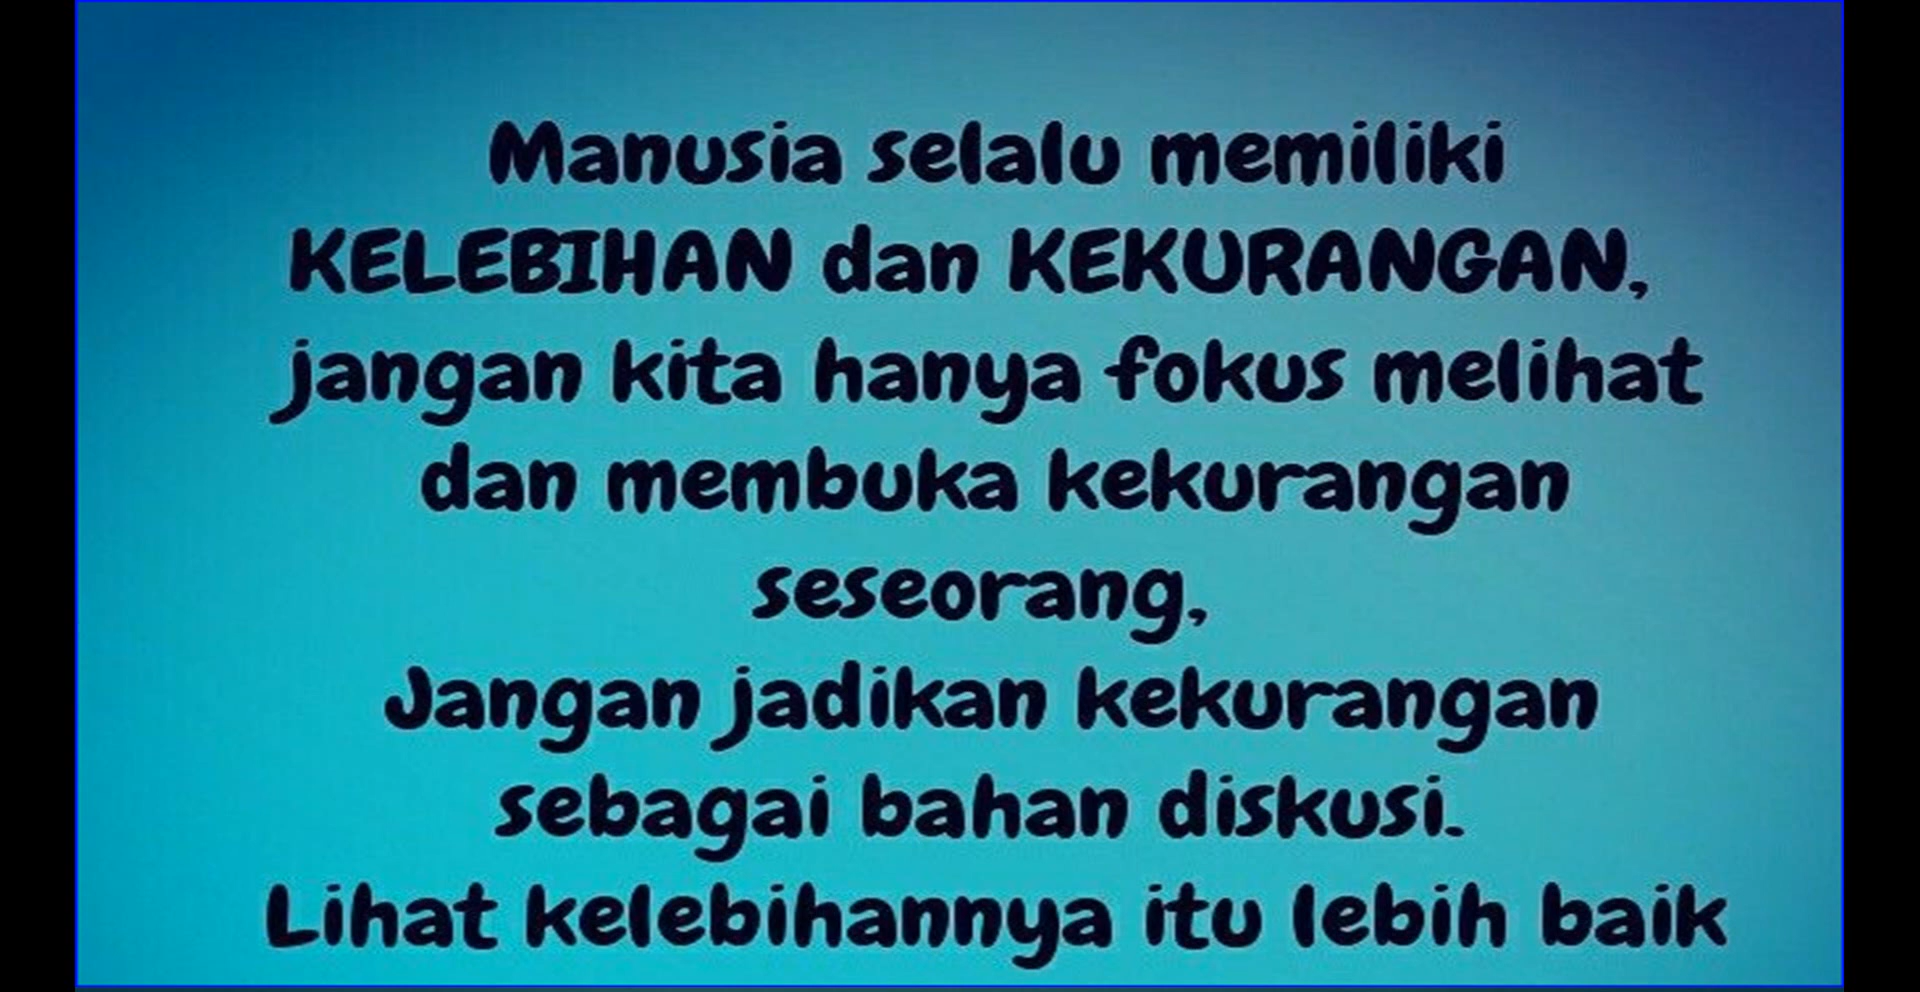 Manusia selalu memiliki
KELEBIHAN dan KEKURANGAN,
jangan kita hanya fokus melihat
dan membuka kekurangan
seseorang,
Jangan jadikan kekurangan
sebagai bahan diskusi.
Lihat kelebihannya itu lebih baik